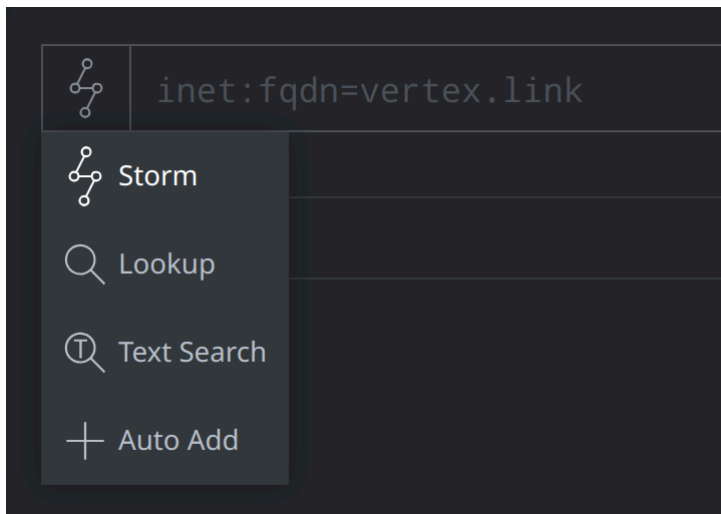 inet:fqdn=vertex.link
Storm
Lookup
Text Search
Auto Add